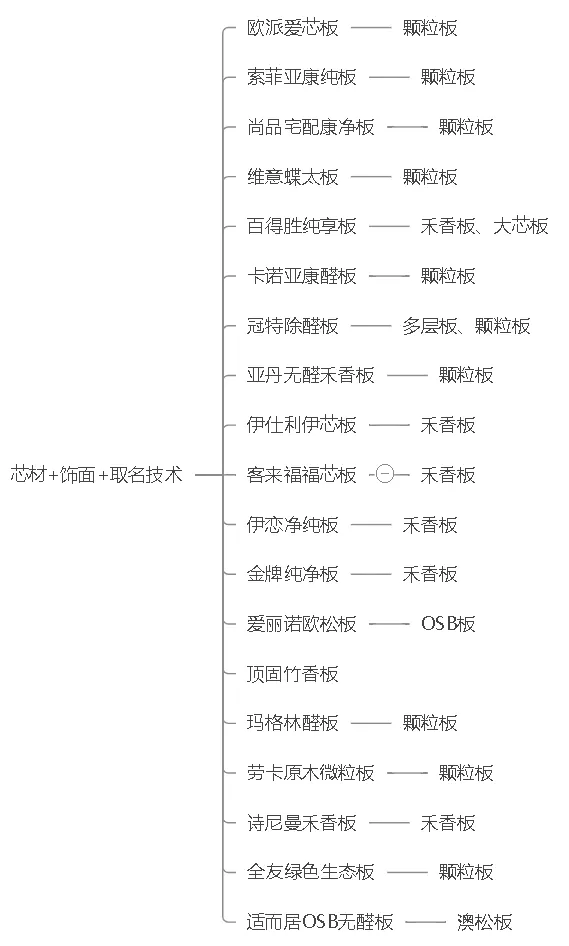 欧派爱芯板 颗粒板
索菲亚康纯板 颗粒板
尚品宅配康净板 颗粒板
维意蝶太板 颗粒板
百得胜纯享板 禾香板、大芯板
卡诺亚康醛板 颗粒板
冠特除醛板 多层板、颗粒板
亚丹无醛禾香板 颗粒板
伊仕利伊芯板 禾香板
芯材+饰面+取名技术 客来福福芯板 禾香板
伊恋净纯板 禾香板
金牌纯净板 禾香板
爱丽诺欧松板 OSB板
顶固竹香板
玛格林醛板 颗粒板
劳卡原木微粒板 颗粒板
诗尼曼禾香板 禾香板
全友绿色生态板 颗粒板
适而居OSB无醛板 澳松板